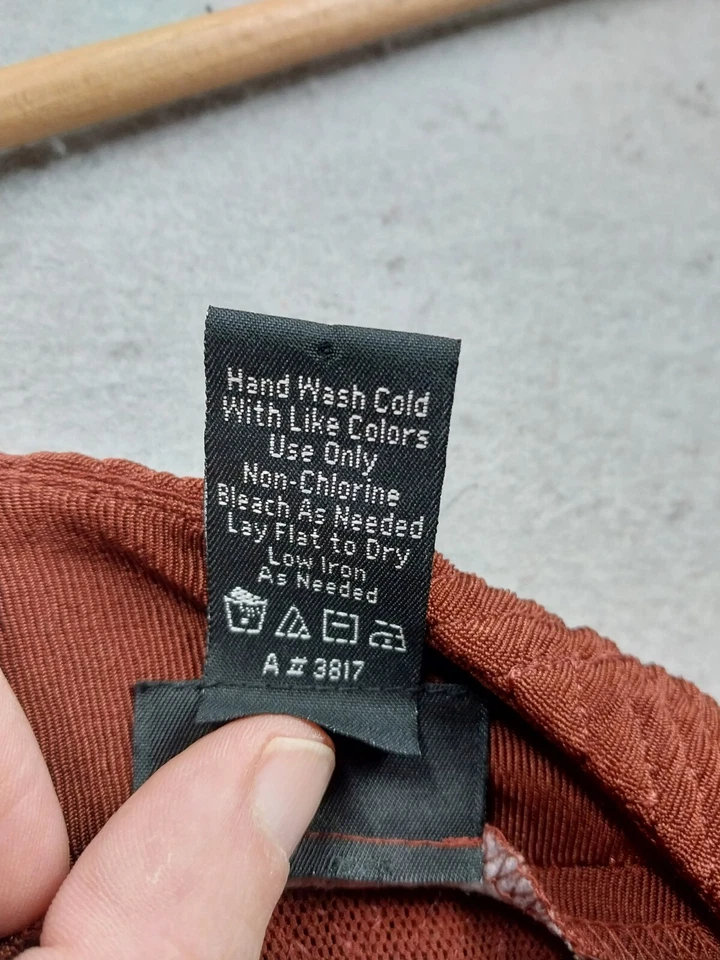 Hand Wash Cold
With Like Colors
Use Only
Non-Chlorine
Bleach As Needed
Lay Flat to Dry
Low Iron
As Needed
A # 3817